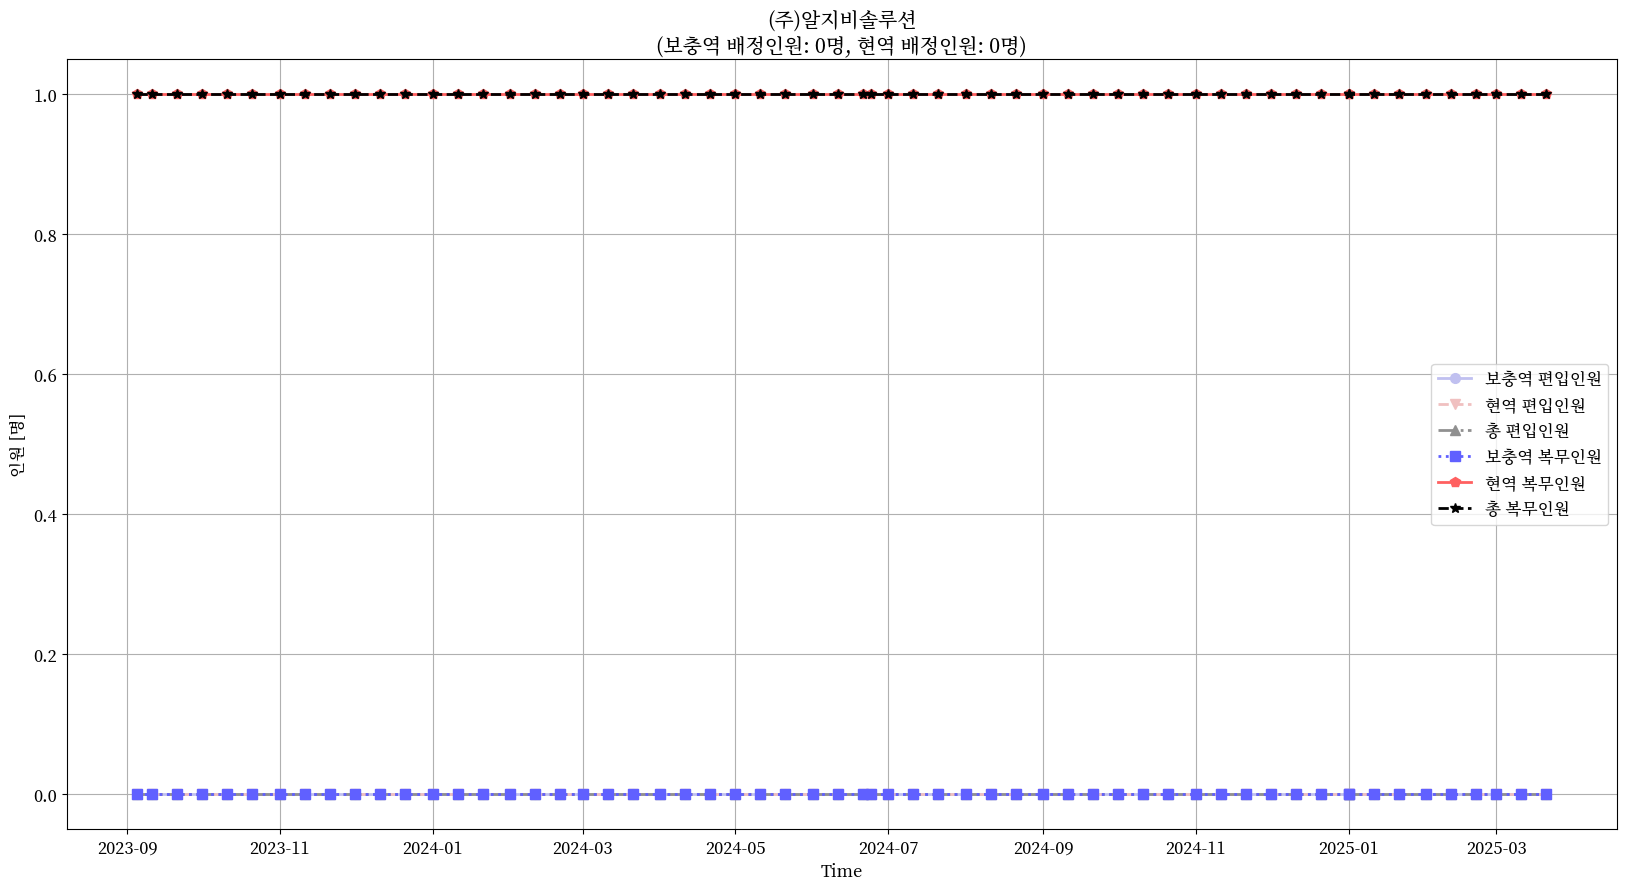 (주)알지비솔루션
(보충역 배정인원: 0명, 현역 배정인원: 0명)
인원 [명]
1.0
0.8
0.6
0.4
0.2
0.0
보충역 편입인원
현역 편입인원
총 편입인원
보충역 복무인원
현역 복무인원
총 복무인원
2023-09 2023-11 2024-01 2024-03 2024-05 2024-07 2024-09 2024-11 2025-01 2025-03
Time